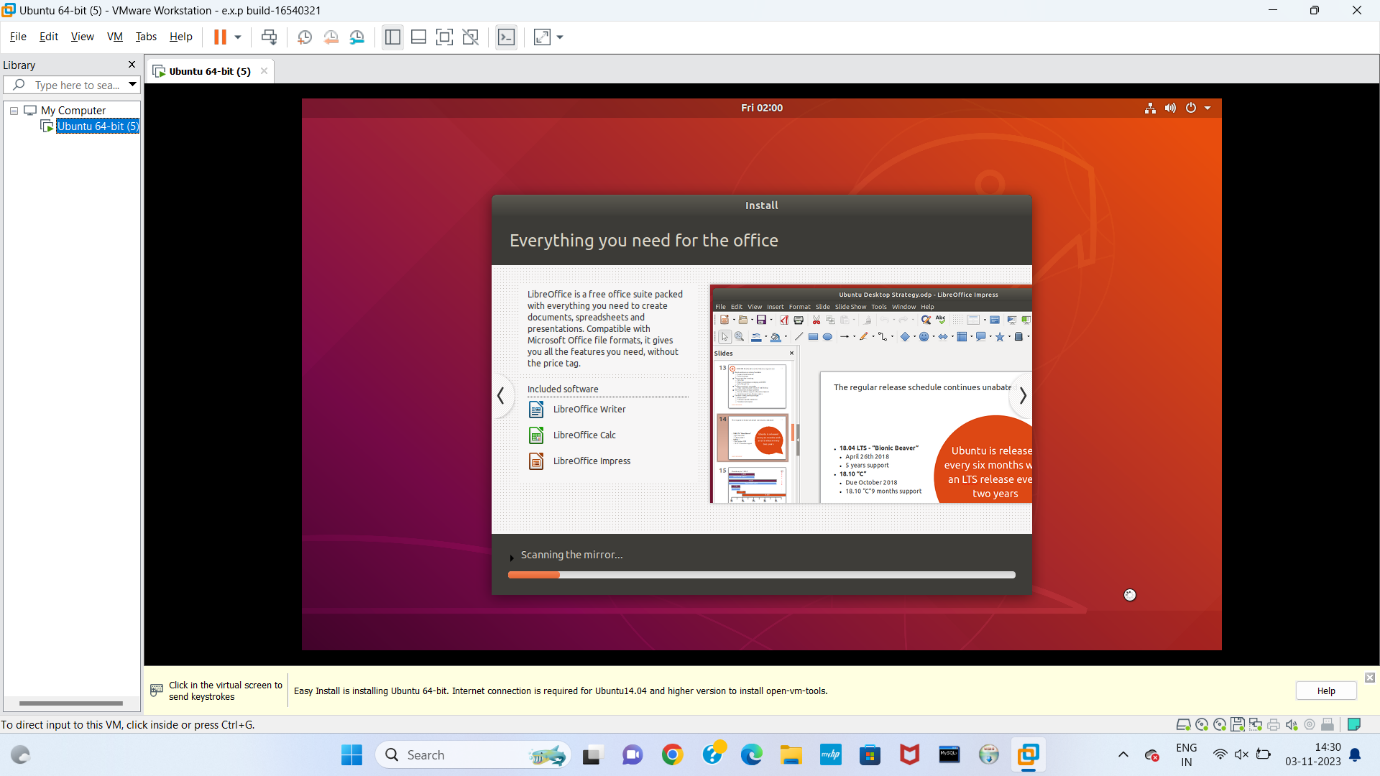 Ubuntu 64-bit (5) - VMware Workstation - e.x.p build-16540321
File Edit View VM Tabs Help
Library
Type here to sea...
My Computer
Ubuntu 64-bit (5)
Ubuntu 64-bit (5)
Fri 02:00
Install
Everything you need for the office
LibreOffice is a free office suite packed
with everything you need to create
documents, spreadsheets and
presentations. Compatible with
Microsoft Office file formats, it gives
you all the features you need, without
the price tag.
Included software
LibreOffice Writer
LibreOffice Calc
LibreOffice Impress
Ubuntu Desktop Strategy.odp - LibreOffice Impress
File Edit View Insert Format Slide Slide Show Tools Window Help
Slides
13
14
15
The regular release schedule continues unabate
• 18.04 LTS - "Bionic Beaver"
• April 26th 2018
• 5 years support
• 18.10 "C"
• Due October 2018
• 18.10 "C" 9 months support
Ubuntu is release
every six months w
an LTS release eve
two years
Scanning the mirror...
Click in the virtual screen to
send keystrokes
Easy Install is installing Ubuntu 64-bit. Internet connection is required for Ubuntu14.04 and higher version to install open-vm-tools.
Help
To direct input to this VM, click inside or press Ctrl+G.
Search
myhp
MySQL
ENG
IN
14:30
03-11-2023